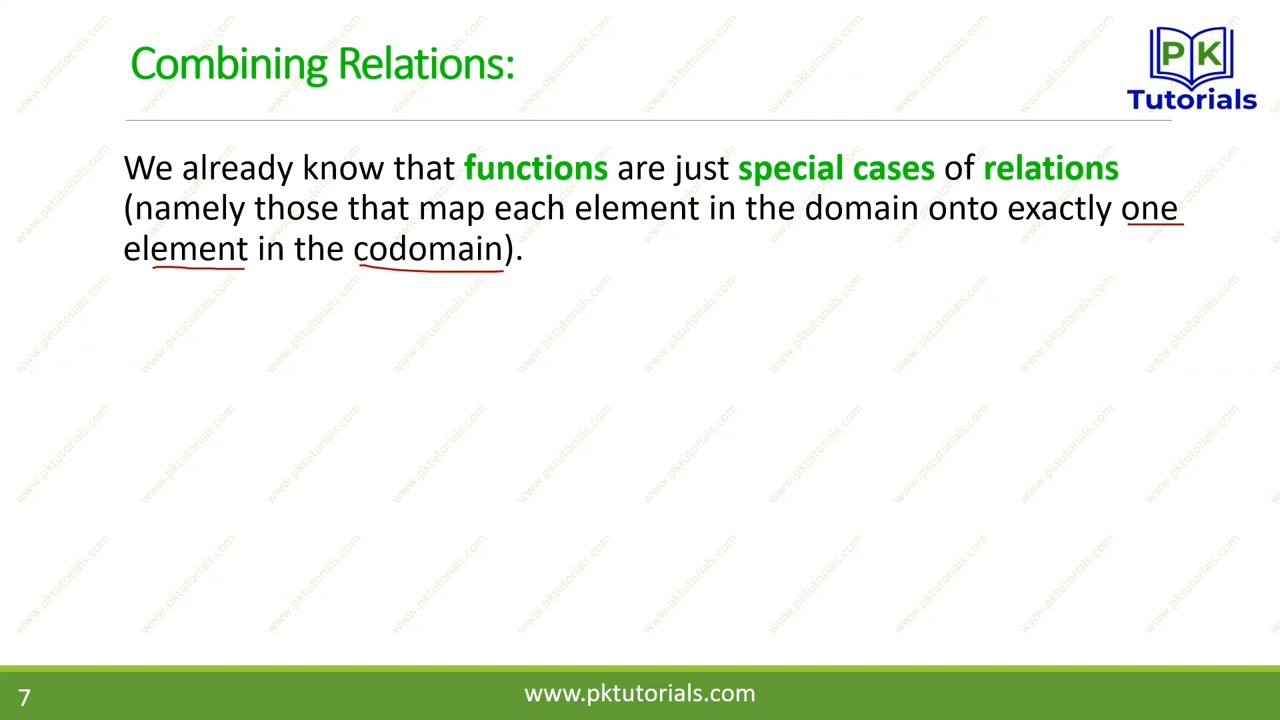 Combining Relations:
PK
Tutorials
We already know that functions are just special cases of relations
(namely those that map each element in the domain onto exactly one
element in the codomain).
7
www.pktutorials.com